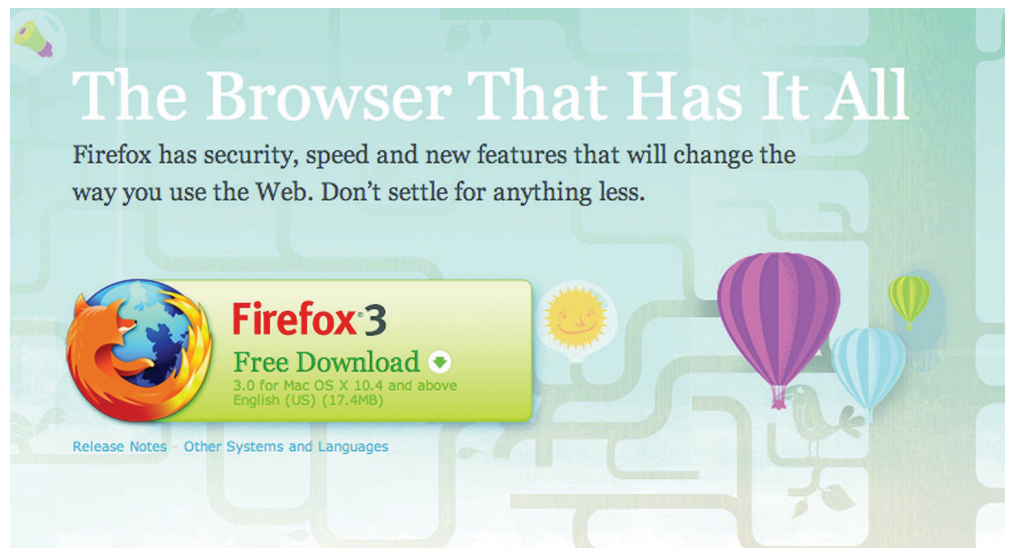 The Browser That Has It All
Firefox has security, speed and new features that will change the
way you use the Web. Don’t settle for anything less.
Firefox®3
Free Download
3.0 for Mac OS X 10.4 and above
English (US) (17.4MB)
Release Notes - Other Systems and Languages